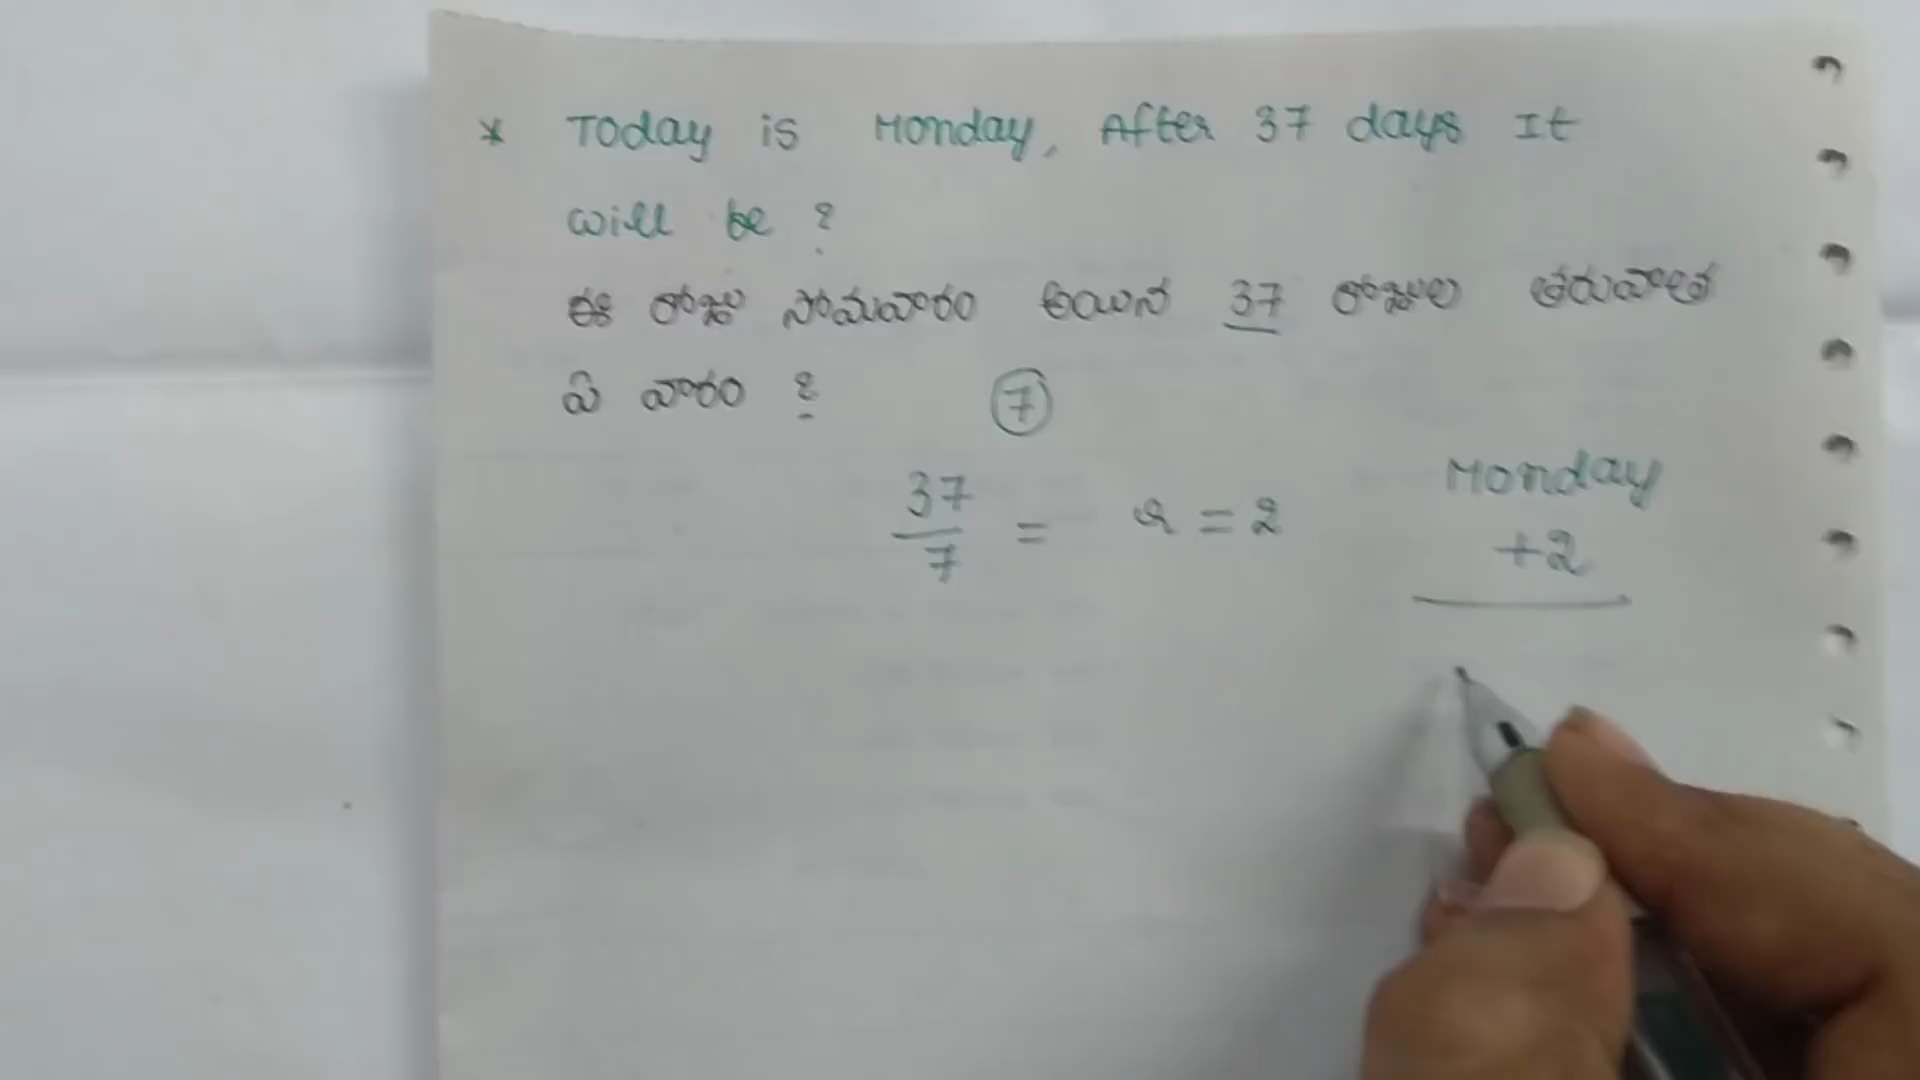 * Today is Monday, After 37 days It
will be ?
ఈ రోజు సోమవారం అయిన 37 రోజుల తరువాత
ఏ వారం ?
7
37/7 = r = 2
Monday
+2